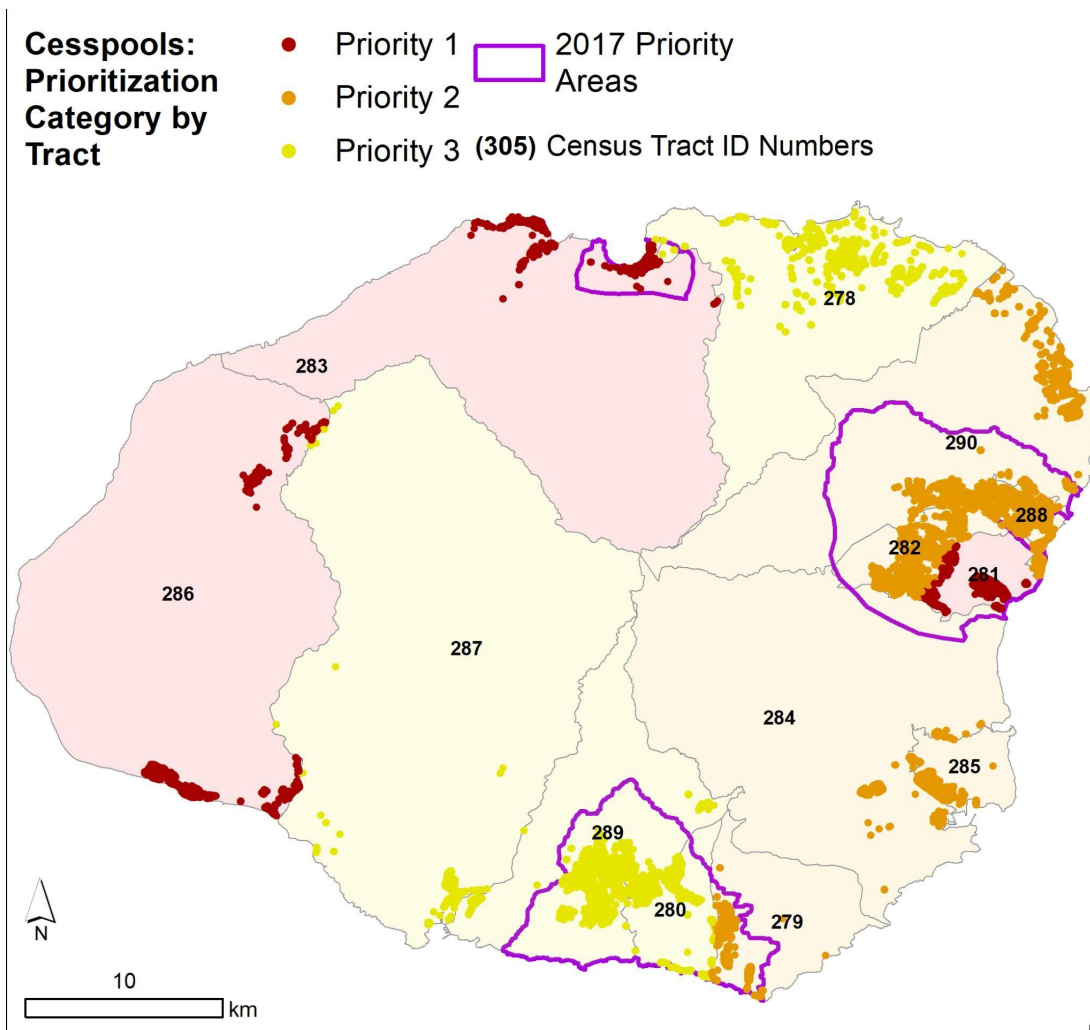 Cesspools:
Prioritization
Category by
Tract
Priority 1
Priority 2
Priority 3
2017 Priority
Areas
(305) Census Tract ID Numbers
278
283
290
288
282
281
286
287
284
285
289
280
279
N
10
km